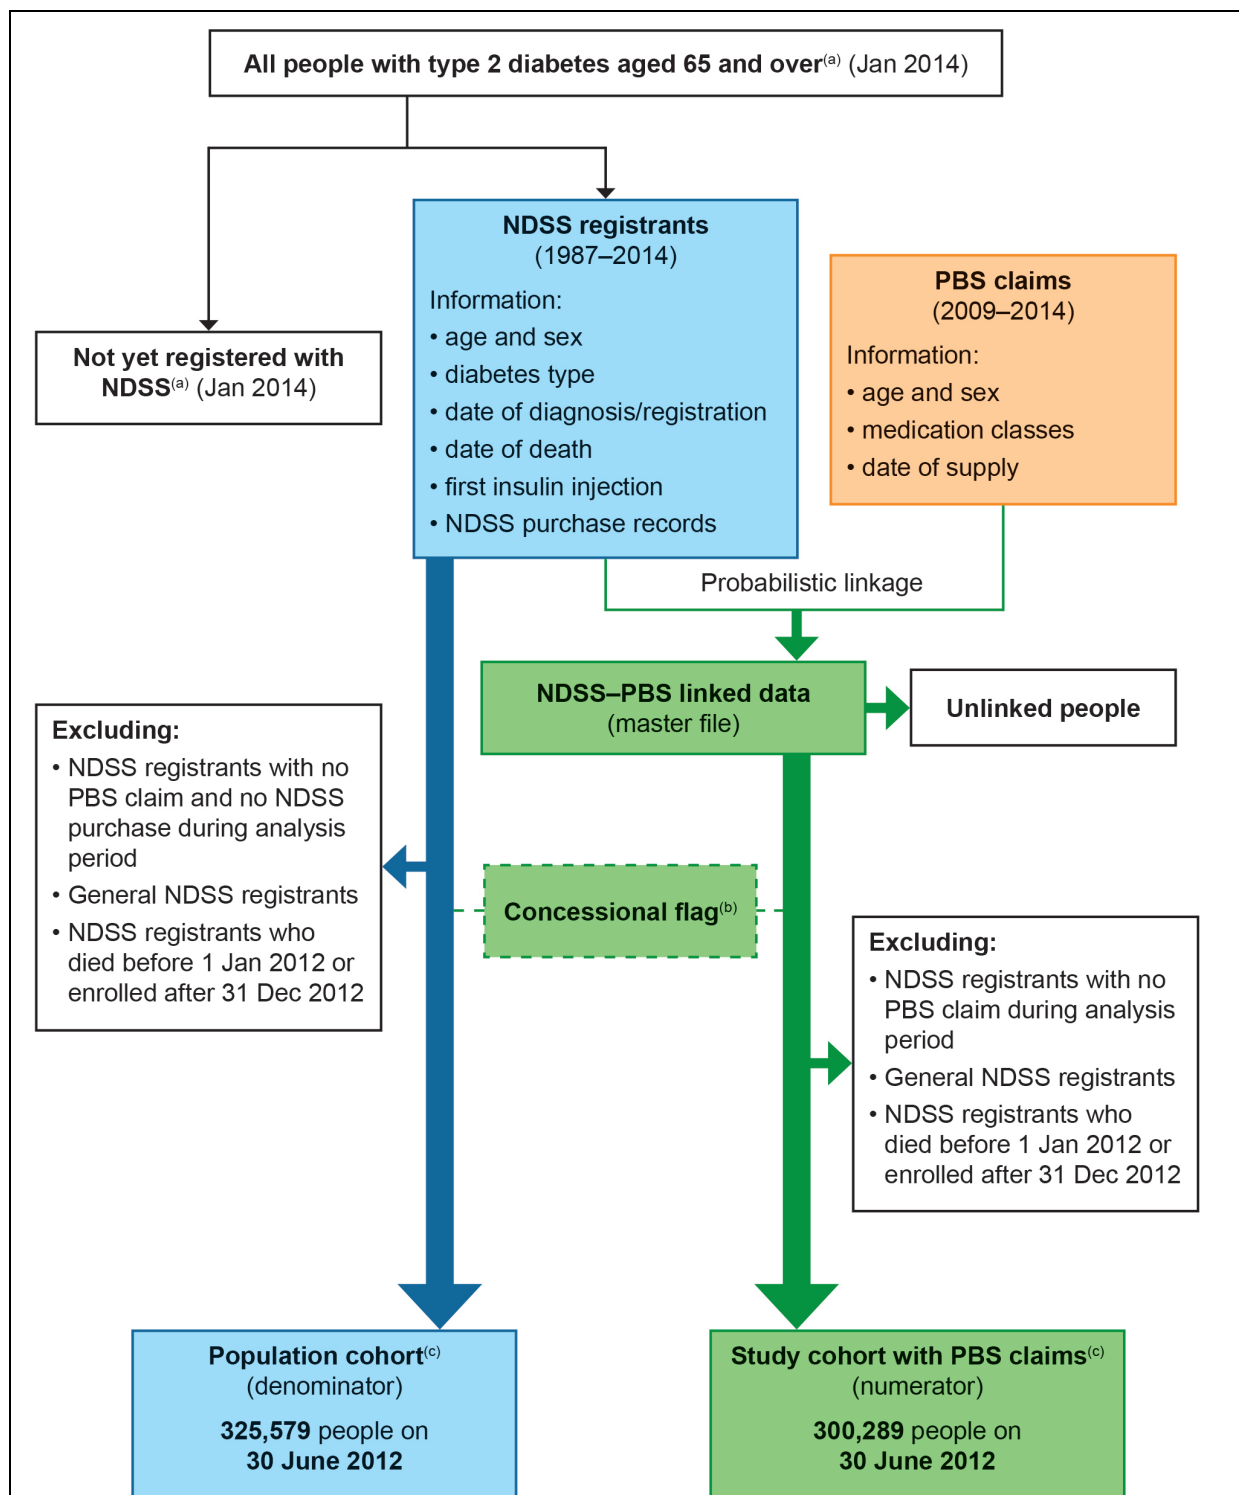 All people with type 2 diabetes aged 65 and over(a) (Jan 2014)
NDSS registrants
(1987–2014)
Information:
• age and sex
• diabetes type
• date of diagnosis/registration
• date of death
• first insulin injection
• NDSS purchase records
PBS claims
(2009–2014)
Information:
• age and sex
• medication classes
• date of supply
Not yet registered with
NDSS(a) (Jan 2014)
Probabilistic linkage
NDSS–PBS linked data
(master file)
Unlinked people
Excluding:
• NDSS registrants with no
PBS claim and no NDSS
purchase during analysis
period
• General NDSS registrants
• NDSS registrants who
died before 1 Jan 2012 or
enrolled after 31 Dec 2012
Concessional flag(b)
Excluding:
• NDSS registrants with no
PBS claim during analysis
period
• General NDSS registrants
• NDSS registrants who
died before 1 Jan 2012 or
enrolled after 31 Dec 2012
Population cohort(c)
(denominator)
325,579 people on
30 June 2012
Study cohort with PBS claims(c)
(numerator)
300,289 people on
30 June 2012